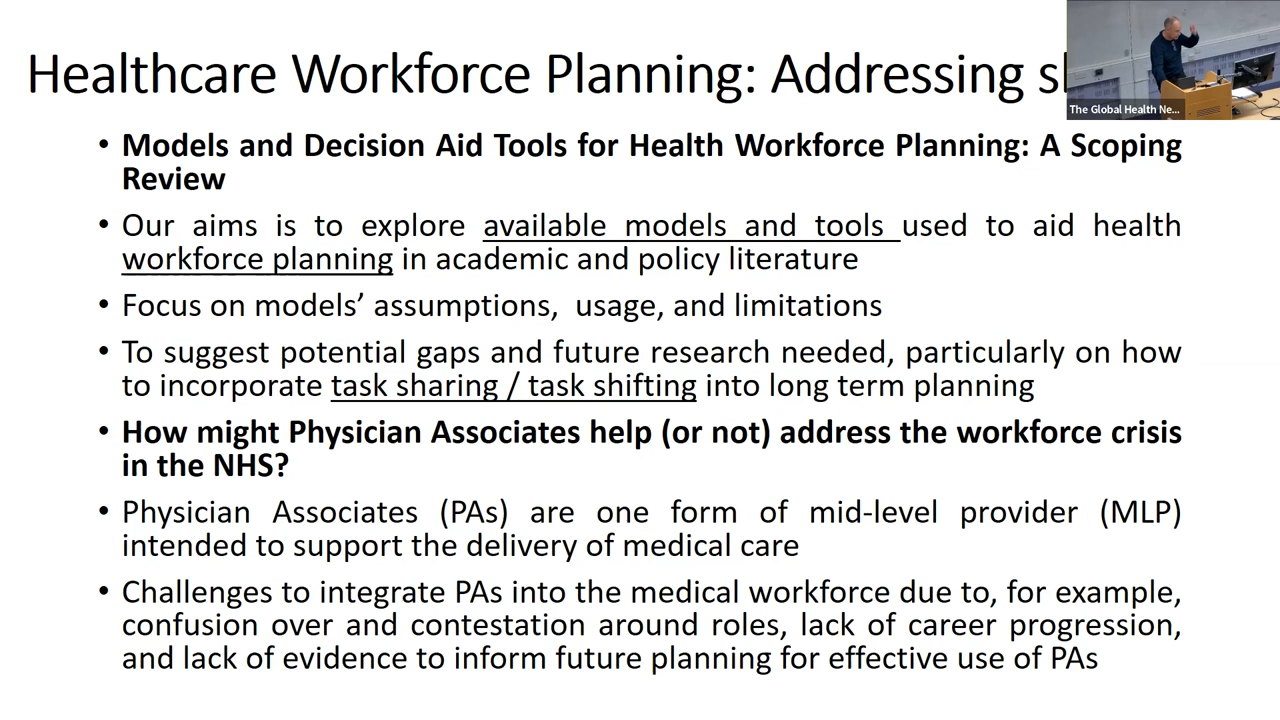 Healthcare Workforce Planning: Addressing
The Global Health Ne...
• Models and Decision Aid Tools for Health Workforce Planning: A Scoping
Review
• Our aims is to explore available models and tools used to aid health
workforce planning in academic and policy literature
• Focus on models’ assumptions,  usage, and limitations
• To suggest potential gaps and future research needed, particularly on how
to incorporate task sharing / task shifting into long term planning
• How might Physician Associates help (or not) address the workforce crisis
in the NHS?
• Physician Associates (PAs) are one form of mid-level provider (MLP)
intended to support the delivery of medical care
• Challenges to integrate PAs into the medical workforce due to, for example,
confusion over and contestation around roles, lack of career progression,
and lack of evidence to inform future planning for effective use of PAs